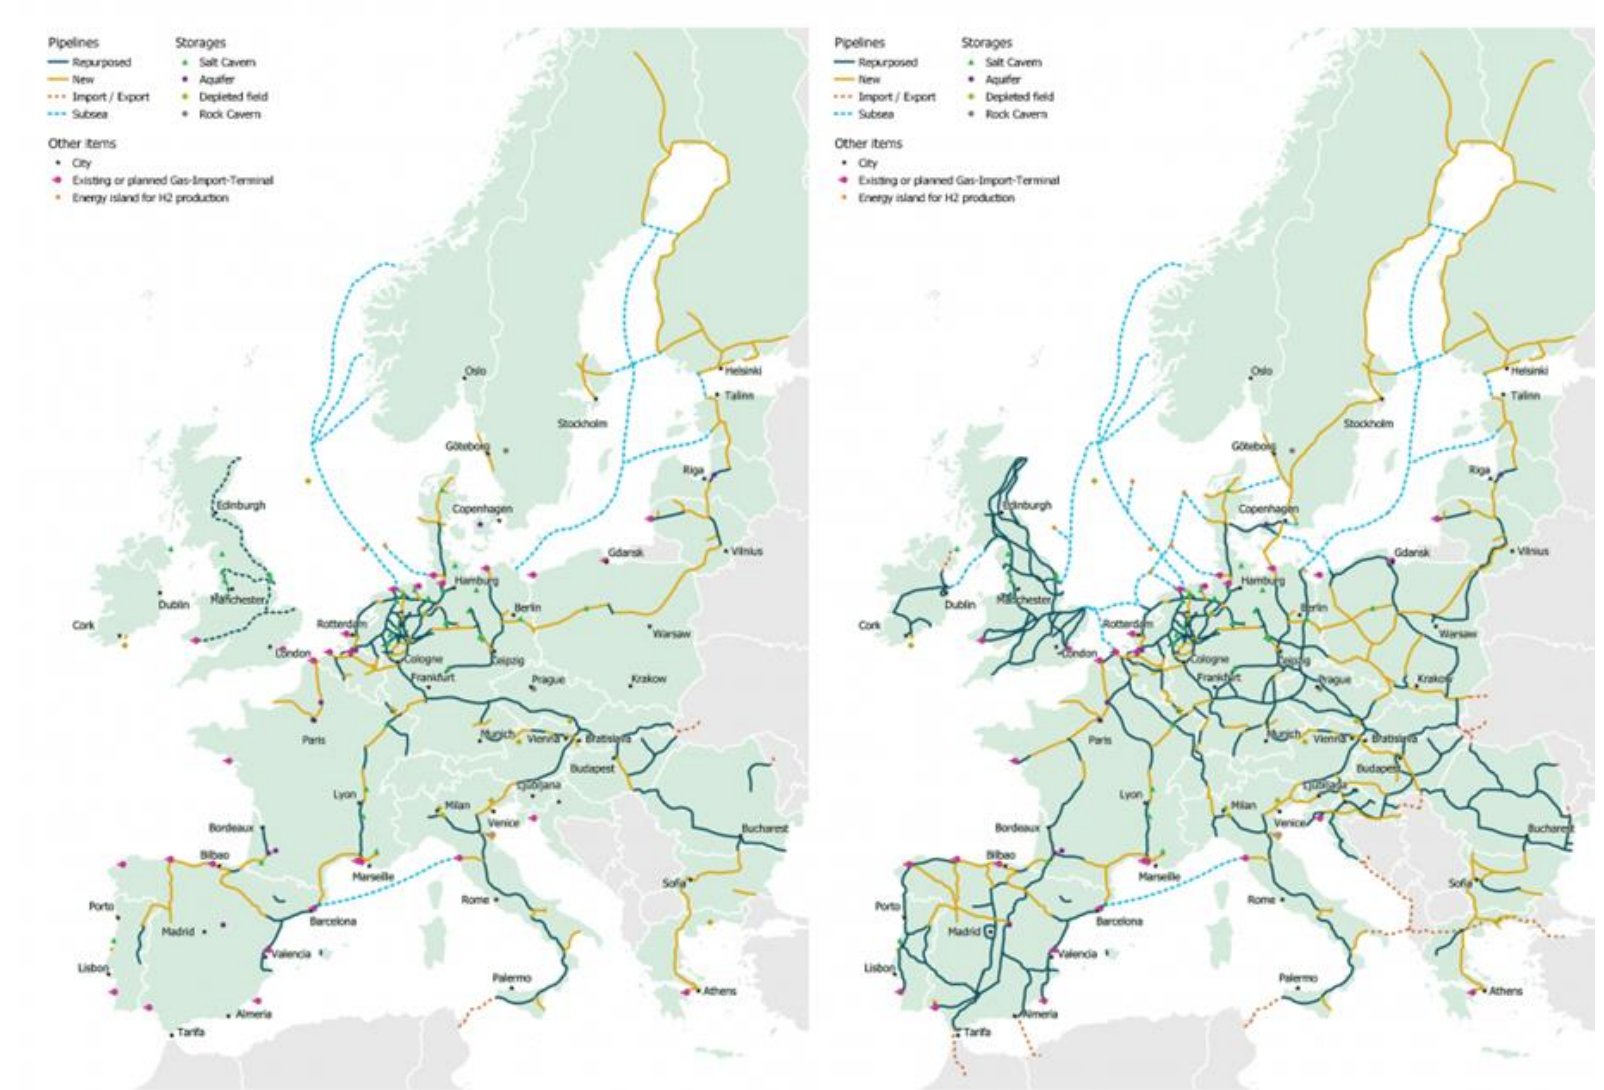 Pipelines
Repurposed
New
Import / Export
Subsea
Storages
Salt Cavern
Aquifer
Depleted field
Rock Cavern
Other items
City
Existing or planned Gas-Import-Terminal
Energy island for H2 production
Oslo
Helsinki
Talinn
Stockholm
Göteborg
Riga
Edinburgh
Copenhagen
Vilnius
Gdansk
Hamburg
Manchester
Dublin
Berlin
Cork
Rotterdam
Warsaw
London
Cologne
Leipzig
Frankfurt
Prague
Krakow
Paris
Munich
Vienna
Bratislava
Budapest
Ljubljana
Lyon
Milan
Venice
Bordeaux
Bucharest
Bilbao
Marseille
Sofia
Porto
Rome
Barcelona
Madrid
Valencia
Lisbon
Palermo
Athens
Almeria
Tarifa
Pipelines
Repurposed
New
Import / Export
Subsea
Storages
Salt Cavern
Aquifer
Depleted field
Rock Cavern
Other items
City
Existing or planned Gas-Import-Terminal
Energy island for H2 production
Oslo
Helsinki
Talinn
Stockholm
Göteborg
Riga
Edinburgh
Copenhagen
Vilnius
Gdansk
Hamburg
Manchester
Dublin
Berlin
Cork
Rotterdam
Warsaw
London
Cologne
Leipzig
Frankfurt
Prague
Krakow
Paris
Munich
Vienna
Bratislava
Budapest
Ljubljana
Lyon
Milan
Venice
Bordeaux
Bucharest
Bilbao
Marseille
Sofia
Porto
Rome
Barcelona
Madrid
Valencia
Lisbon
Palermo
Athens
Almeria
Tarifa